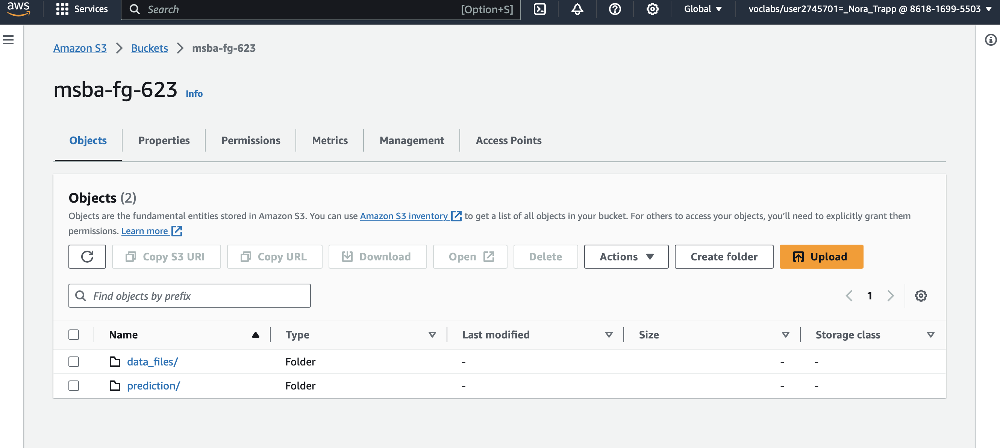 aws Services Search [Option+S] Global voclabs/user2745701=_Nora_Trapp @ 8618-1699-5503
Amazon S3 Buckets msba-fg-623
msba-fg-623 Info
Objects Properties Permissions Metrics Management Access Points
Objects (2)
Objects are the fundamental entities stored in Amazon S3. You can use Amazon S3 inventory to get a list of all objects in your bucket. For others to access your objects, you’ll need to explicitly grant them
permissions. Learn more
Copy S3 URI Copy URL Download Open Delete Actions Create folder Upload
Find objects by prefix 1
Name Type Last modified Size Storage class
data_files/ Folder - - -
prediction/ Folder - - -